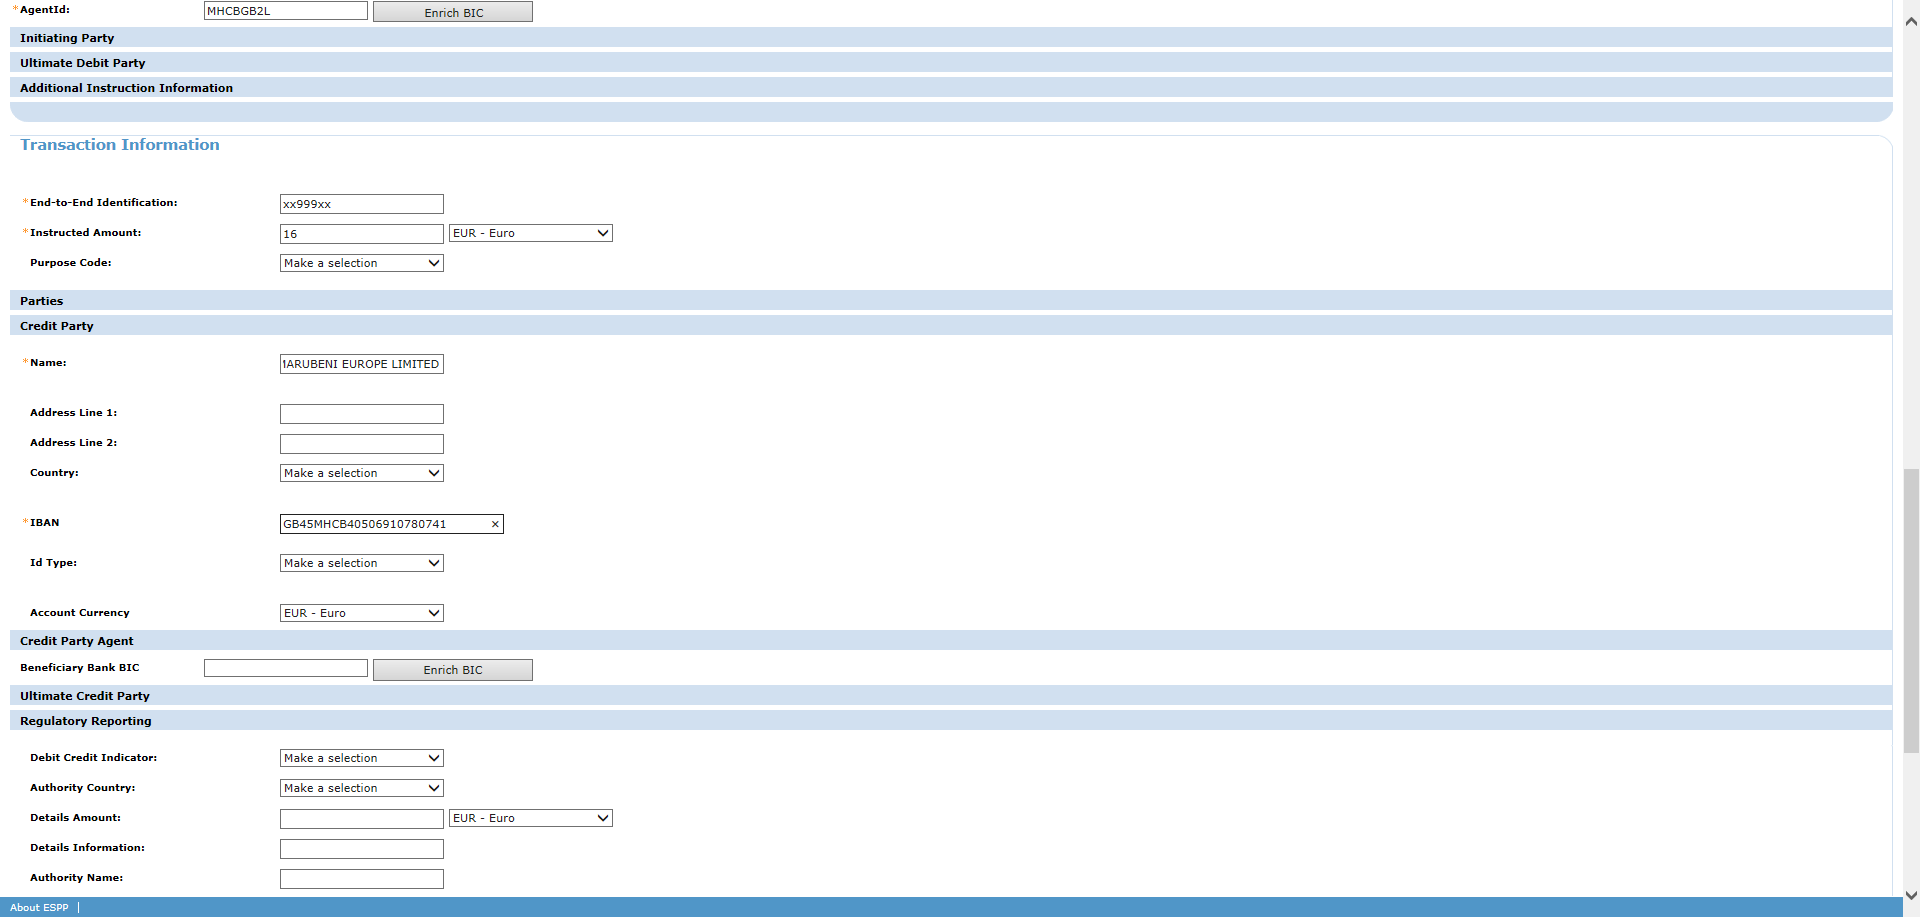 *AgentId: MHCBGB2L Enrich BIC
Initiating Party
Ultimate Debit Party
Additional Instruction Information
Transaction Information
*End-to-End Identification: xx999xx
*Instructed Amount: 16 EUR - Euro
Purpose Code: Make a selection
Parties
Credit Party
*Name: MARUBENI EUROPE LIMITED
Address Line 1:
Address Line 2:
Country: Make a selection
*IBAN GB45MHCB40506910780741 ×
Id Type: Make a selection
Account Currency EUR - Euro
Credit Party Agent
Beneficiary Bank BIC Enrich BIC
Ultimate Credit Party
Regulatory Reporting
Debit Credit Indicator: Make a selection
Authority Country: Make a selection
Details Amount: EUR - Euro
Details Information:
Authority Name:
About ESPP |